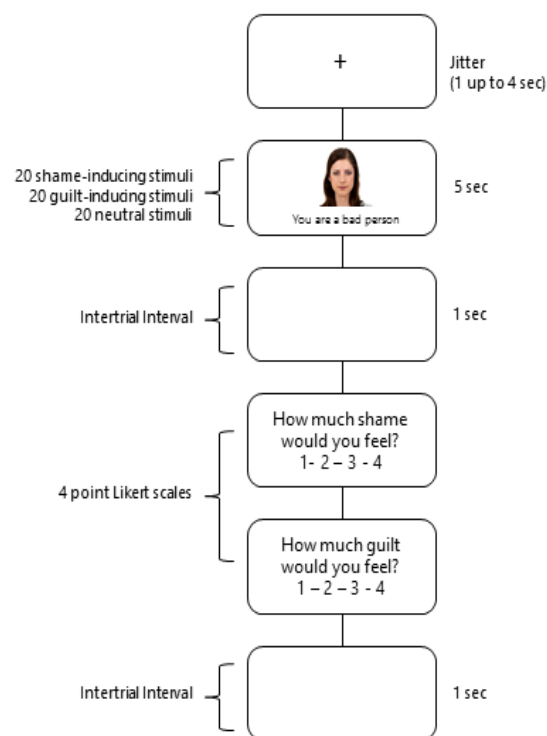 +
Jitter
(1 up to 4 sec)
20 shame-inducing stimuli
20 guilt-inducing stimuli
20 neutral stimuli
You are a bad person
5 sec
Intertrial Interval
1 sec
How much shame
would you feel?
1- 2 – 3 - 4
4 point Likert scales
How much guilt
would you feel?
1 – 2 – 3 - 4
Intertrial Interval
1 sec